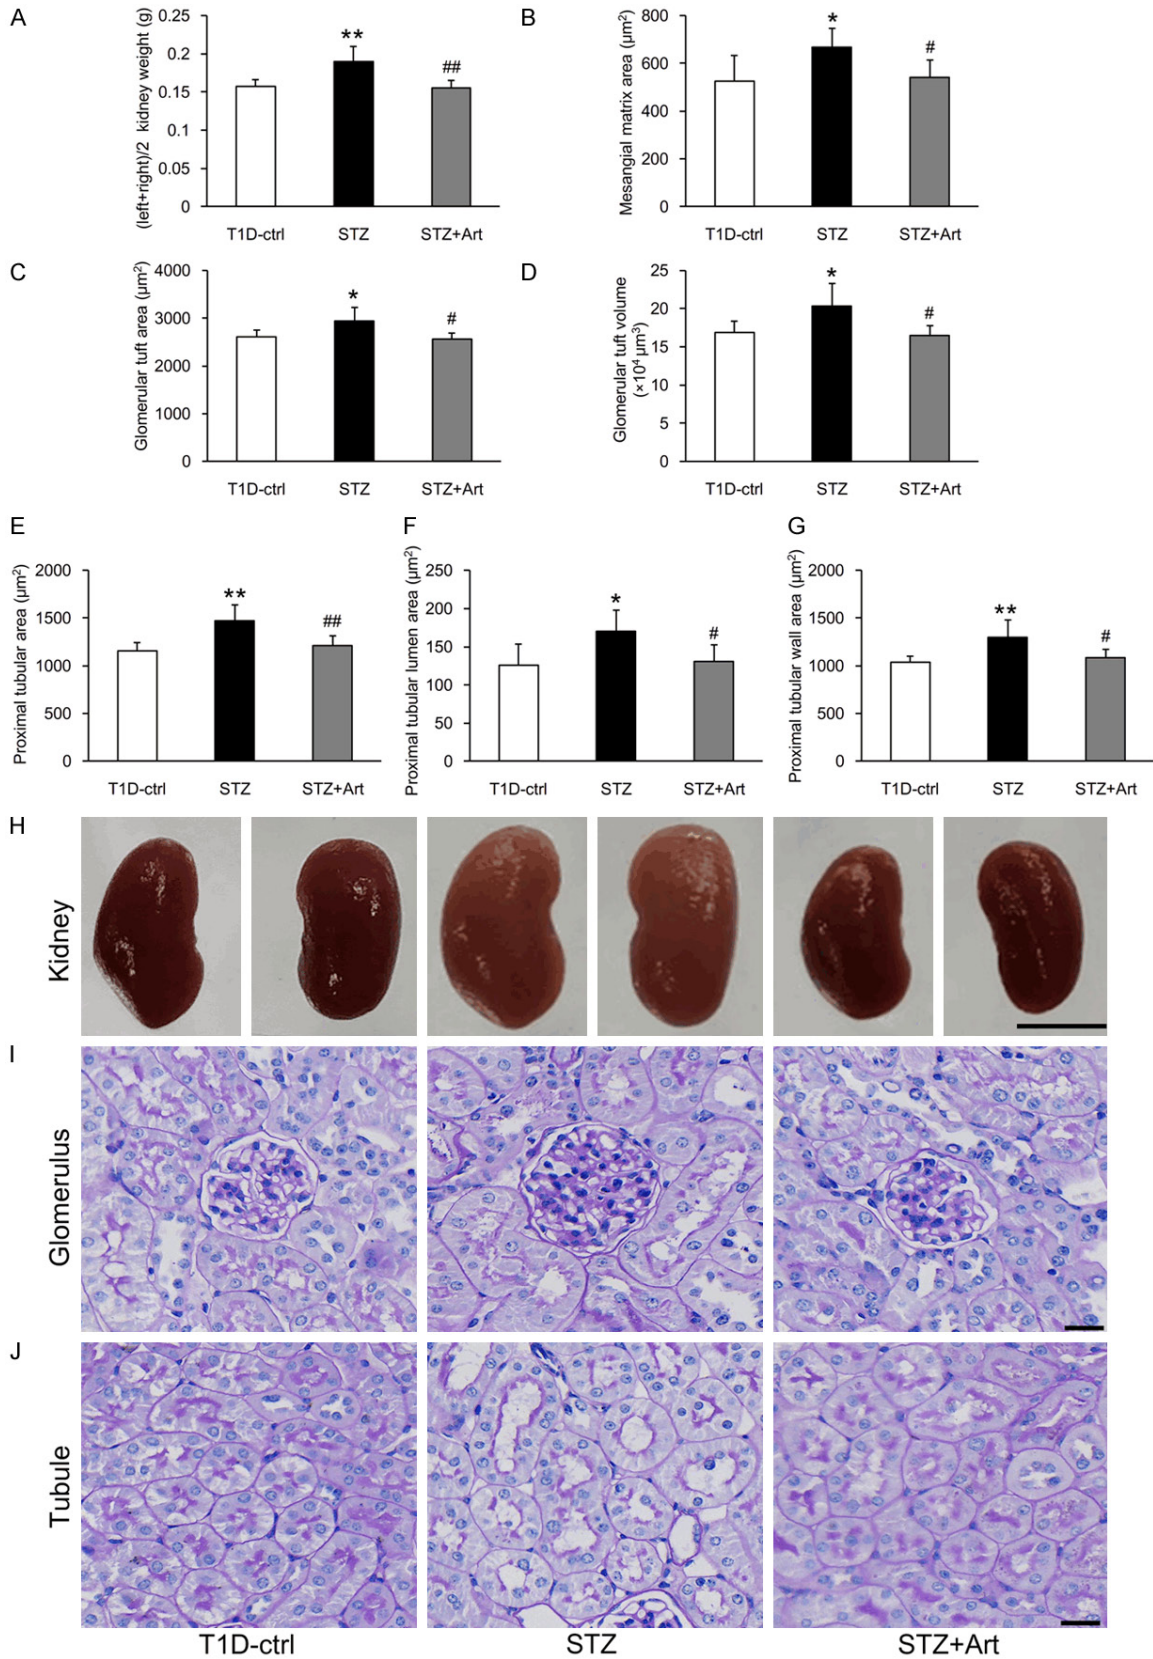 A
(left+right)/2 kidney weight (g)
0.25
0.2
0.15
0.1
0.05
0
**
##
T1D-ctrl STZ STZ+Art
B
Mesangial matrix area (µm²)
800
600
400
200
0
*
#
T1D-ctrl STZ STZ+Art
C
Glomerular tuft area (µm²)
4000
3000
2000
1000
0
*
#
T1D-ctrl STZ STZ+Art
D
Glomerular tuft volume
(×10⁴ µm³)
25
20
15
10
5
0
*
#
T1D-ctrl STZ STZ+Art
E
Proximal tubular area (µm²)
2000
1500
1000
500
0
**
##
T1D-ctrl STZ STZ+Art
F
Proximal tubular lumen area (µm²)
250
200
150
100
50
0
*
#
T1D-ctrl STZ STZ+Art
G
Proximal tubular wall area (µm²)
2000
1500
1000
500
0
**
#
T1D-ctrl STZ STZ+Art
H
Kidney
I
Glomerulus
J
Tubule
T1D-ctrl STZ STZ+Art